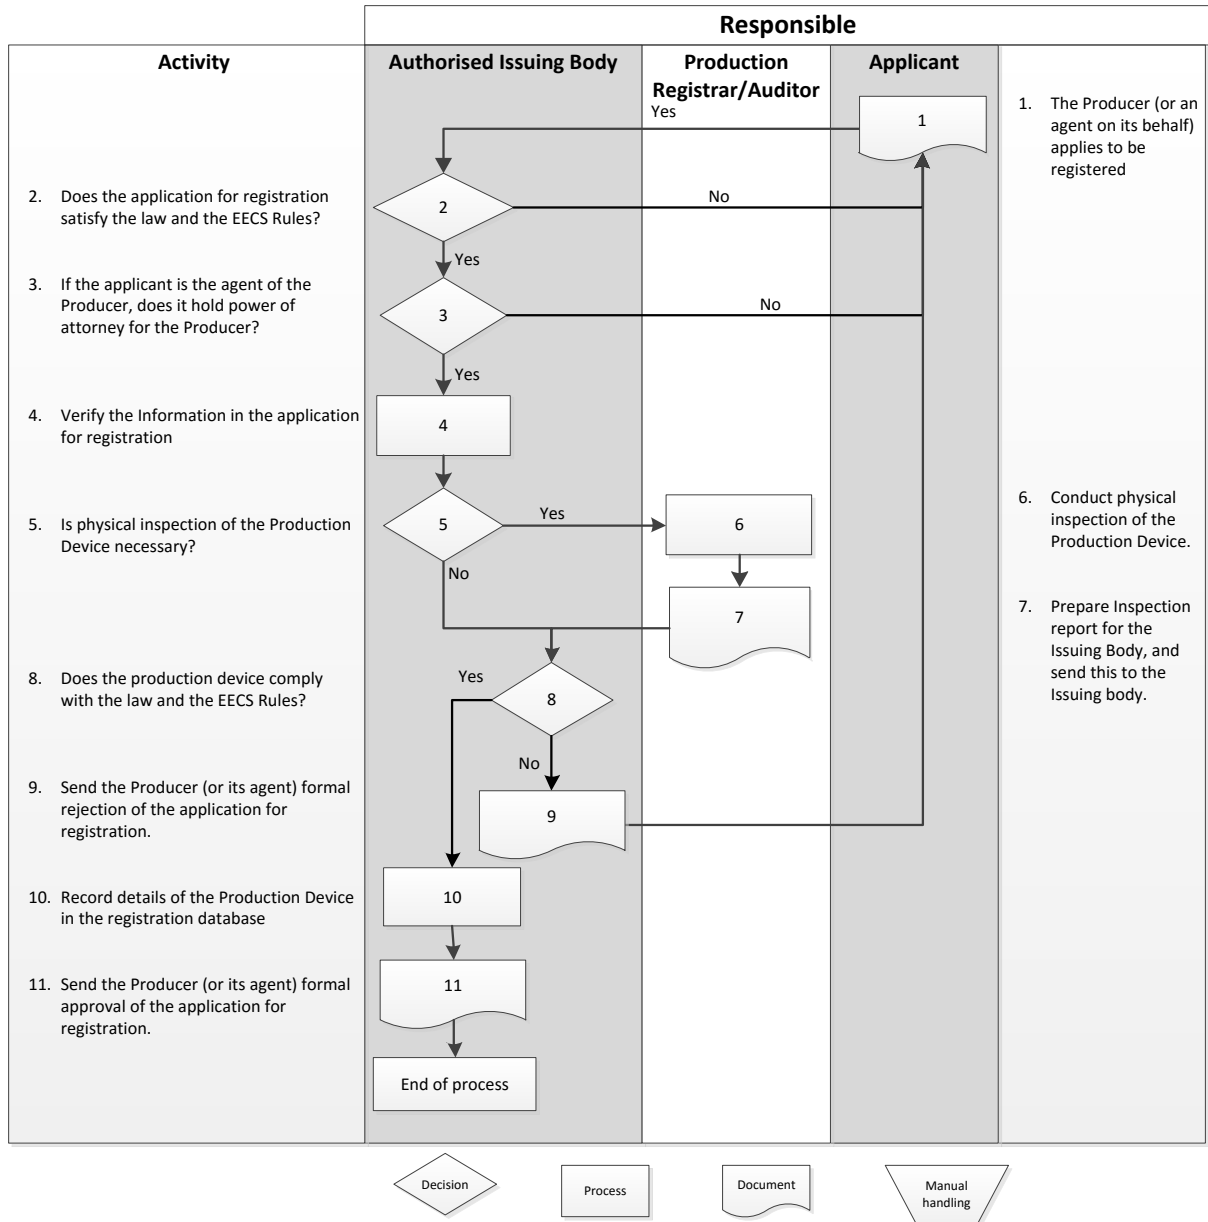 Responsible
Activity
Authorised Issuing Body
Production
Registrar/Auditor
Applicant
Yes
1
1. The Producer (or an
agent on its behalf)
applies to be
registered
2. Does the application for registration
satisfy the law and the EECS Rules?
2
No
Yes
3. If the applicant is the agent of the
Producer, does it hold power of
attorney for the Producer?
3
No
Yes
4. Verify the Information in the application
for registration
4
5. Is physical inspection of the Production
Device necessary?
5
Yes
6
6. Conduct physical
inspection of the
Production Device.
No
7
7. Prepare Inspection
report for the
Issuing Body, and
send this to the
Issuing body.
8. Does the production device comply
with the law and the EECS Rules?
Yes
8
No
9. Send the Producer (or its agent) formal
rejection of the application for
registration.
9
10. Record details of the Production Device
in the registration database
10
11. Send the Producer (or its agent) formal
approval of the application for
registration.
11
End of process
Decision
Process
Document
Manual
handling